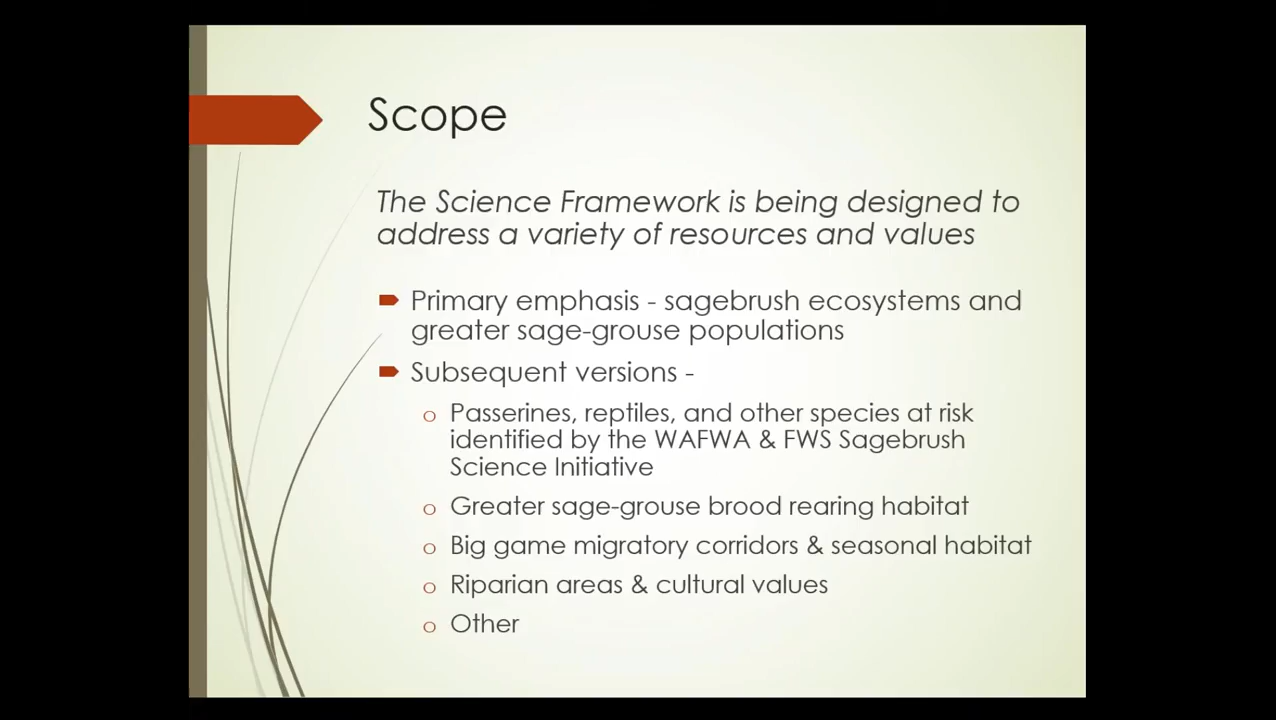 Scope
The Science Framework is being designed to
address a variety of resources and values
Primary emphasis - sagebrush ecosystems and
greater sage-grouse populations
Subsequent versions -
o Passerines, reptiles, and other species at risk
identified by the WAFWA & FWS Sagebrush
Science Initiative
o Greater sage-grouse brood rearing habitat
o Big game migratory corridors & seasonal habitat
o Riparian areas & cultural values
o Other